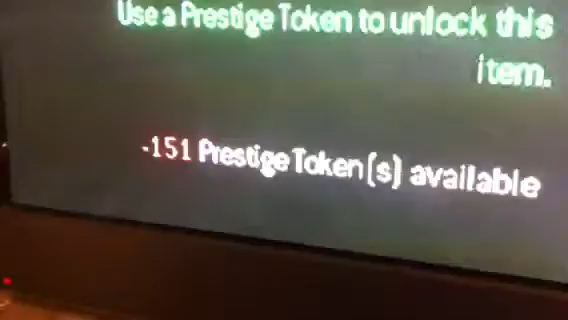 Use a Prestige Token to unlock this
item.
-151 Prestige Token(s) available